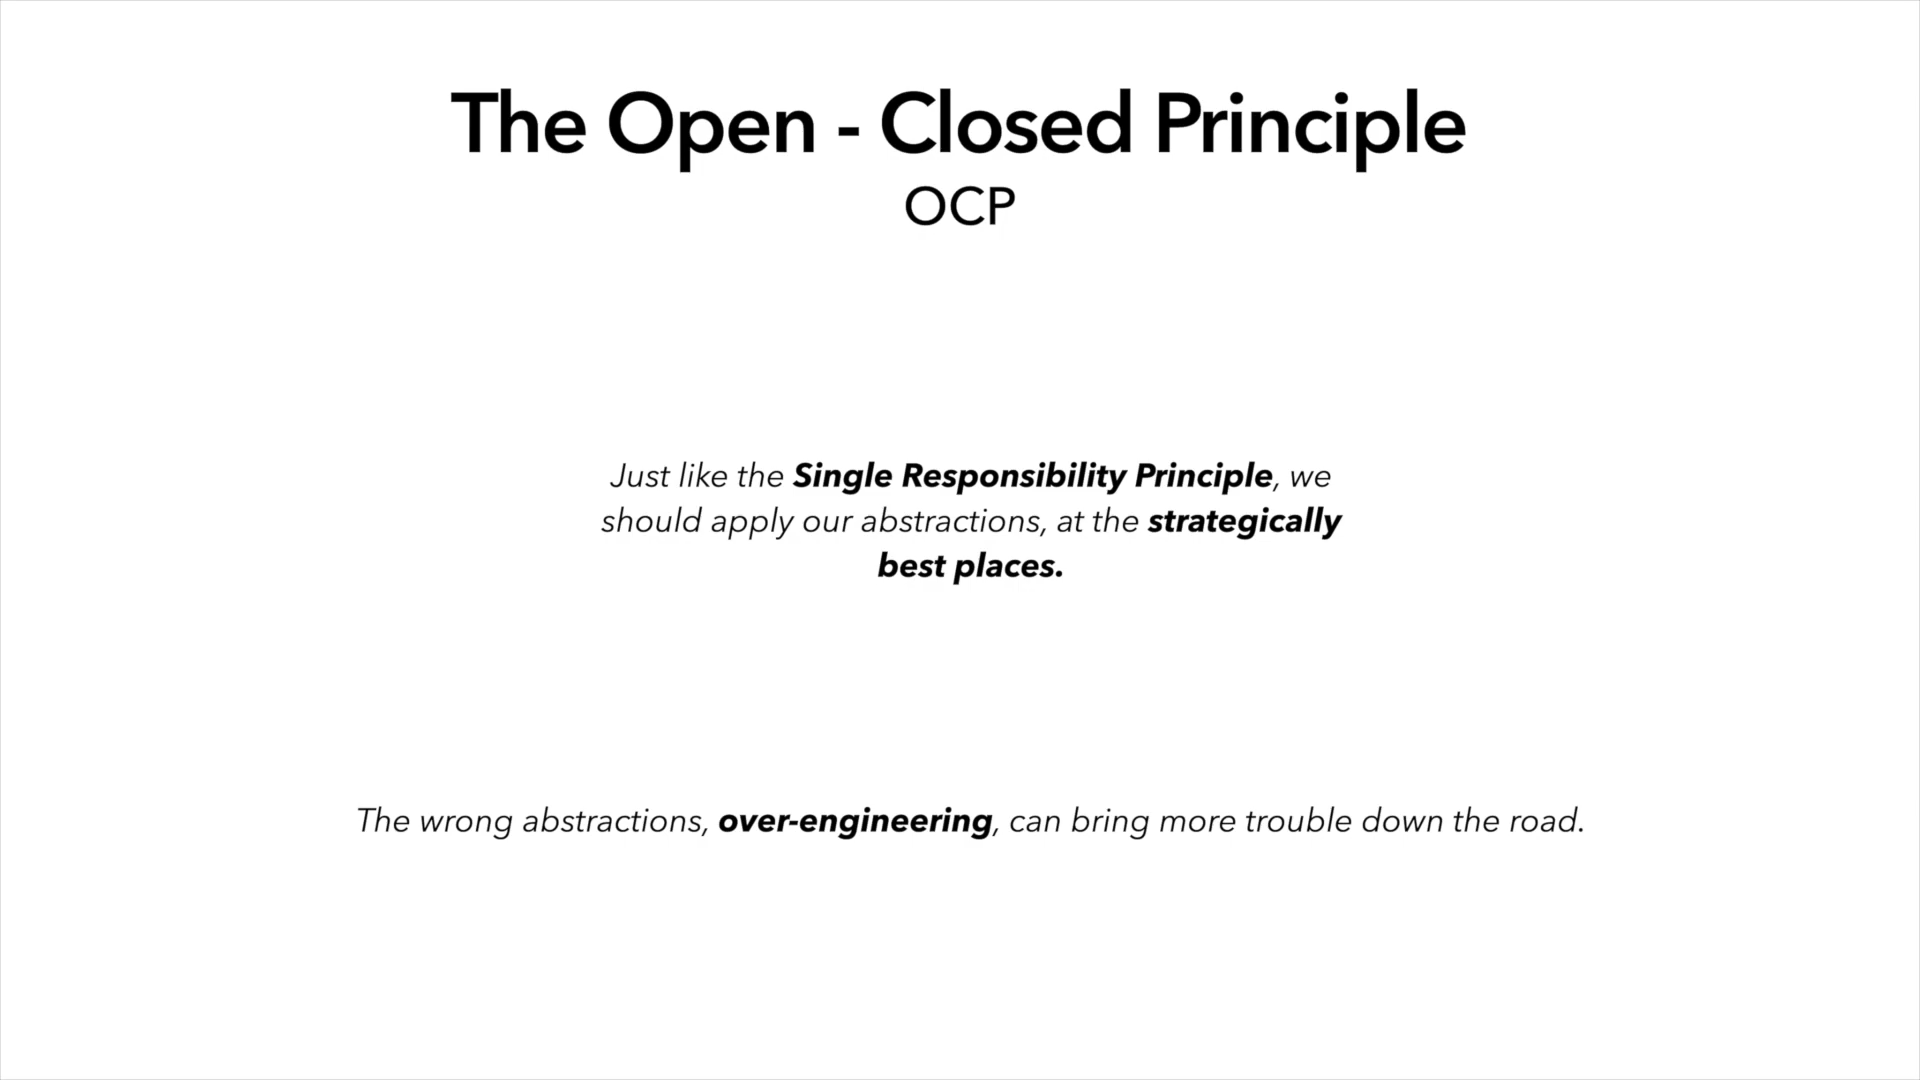 The Open - Closed Principle
OCP
Just like the Single Responsibility Principle, we
should apply our abstractions, at the strategically
best places.
The wrong abstractions, over-engineering, can bring more trouble down the road.